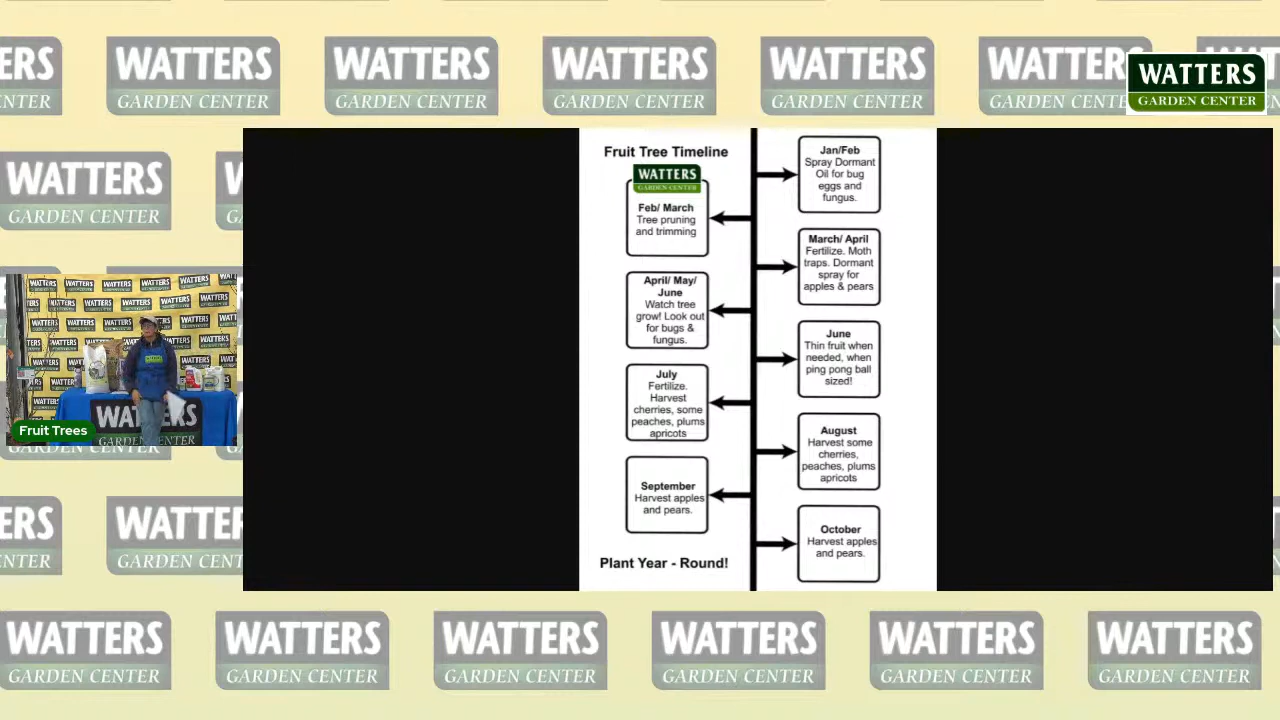 WATTERS
GARDEN CENTER
Fruit Tree Timeline
WATTERS
GARDEN CENTER
Jan/Feb
Spray Dormant
Oil for bug
eggs and
fungus.
Feb/ March
Tree pruning
and trimming
March/ April
Fertilize. Moth
traps. Dormant
spray for
apples & pears
April/ May/
June
Watch tree
grow! Look out
for bugs &
fungus.
June
Thin fruit when
needed, when
ping pong ball
sized!
July
Fertilize.
Harvest
cherries, some
peaches, plums
apricots
August
Harvest some
cherries,
peaches, plums
apricots
September
Harvest apples
and pears.
October
Harvest apples
and pears.
Plant Year - Round!
Fruit Trees
WATTERS
GARDEN CENTER